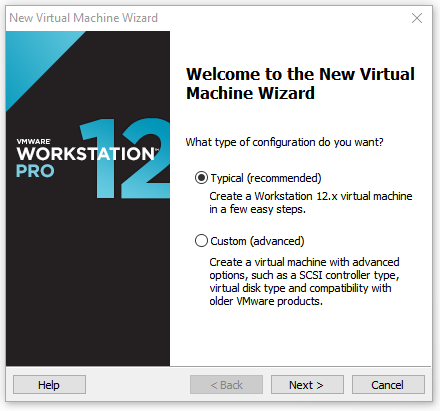 New Virtual Machine Wizard
VMWARE
WORKSTATION™
PRO
12
Welcome to the New Virtual
Machine Wizard
What type of configuration do you want?
Typical (recommended)
Create a Workstation 12.x virtual machine
in a few easy steps.
Custom (advanced)
Create a virtual machine with advanced
options, such as a SCSI controller type,
virtual disk type and compatibility with
older VMware products.
Help
< Back
Next >
Cancel